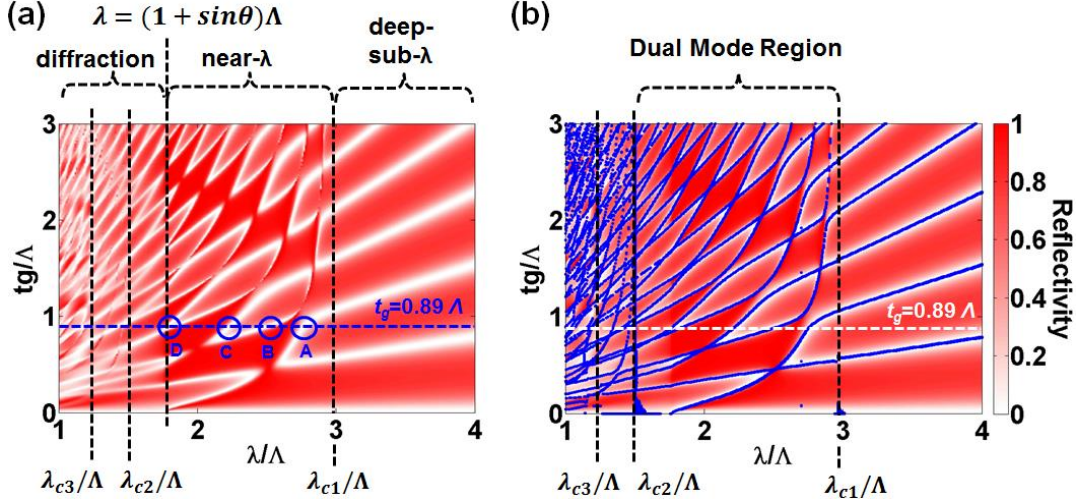 (a)
λ = (1 + sinθ)Λ
diffraction
near-λ
deep-
sub-λ
3
2
1
0
tg/Λ
t_g=0.89 Λ
D
C
B
A
1
2
3
4
λ/Λ
λ_c3/Λ
λ_c2/Λ
λ_c1/Λ
(b)
Dual Mode Region
3
2
1
0
tg/Λ
t_g=0.89 Λ
1
2
3
4
λ/Λ
λ_c3/Λ
λ_c2/Λ
λ_c1/Λ
1
0.8
0.6
0.4
0.2
0
Reflectivity